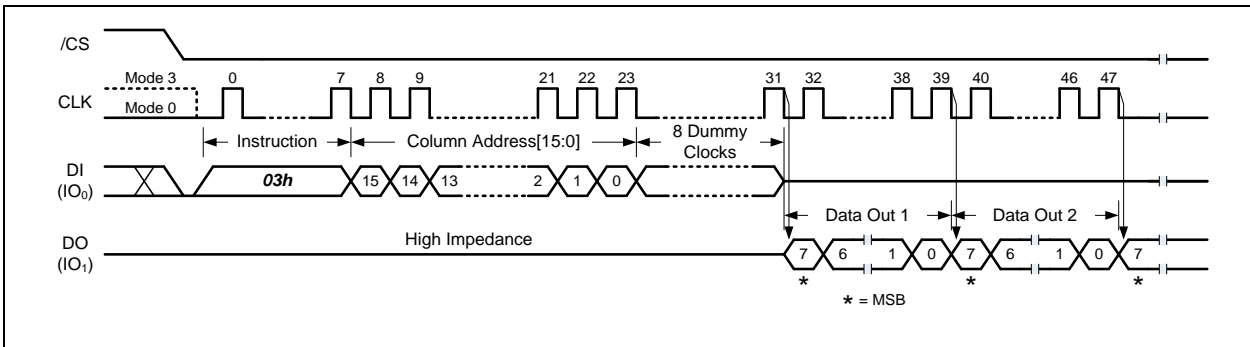 /CS
Mode 3 0 7 8 9 21 22 23 31 32 38 39 40 46 47
CLK
Mode 0
Instruction Column Address[15:0] 8 Dummy
Clocks
DI
(IO₀)
03h 15 14 13 2 1 0
Data Out 1 Data Out 2
DO
(IO₁)
High Impedance
7 6 1 0 7 6 1 0 7
* * *
* = MSB